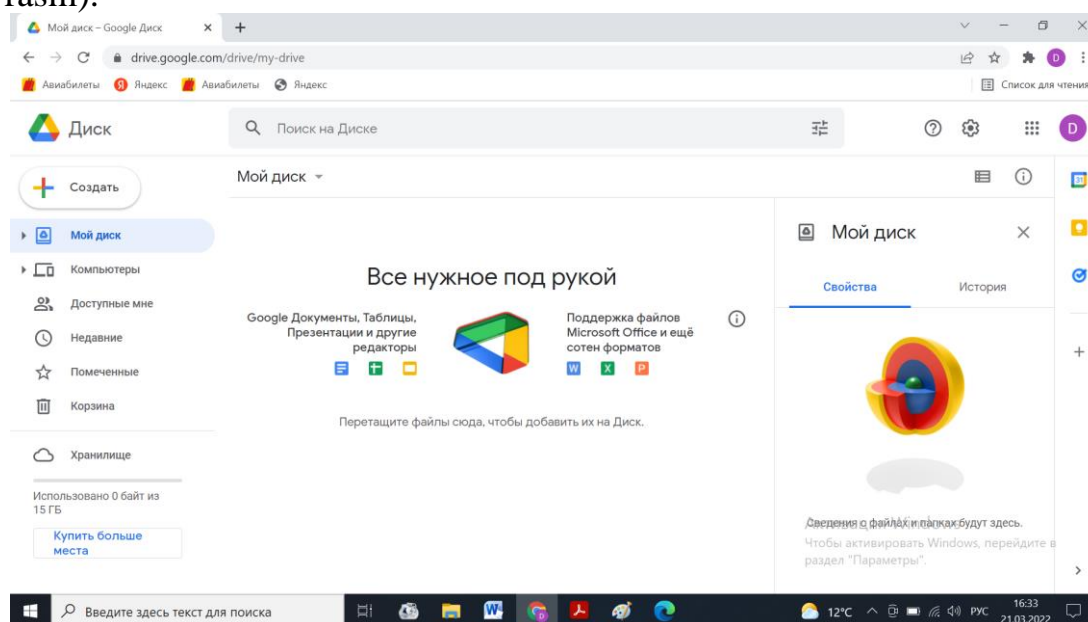 rasm).
Мой диск – Google Диск
drive.google.com/drive/my-drive
D
Авиабилеты Яндекс Авиабилеты Яндекс
Список для чтения
Диск
Поиск на Диске
D
Создать
Мой диск
31
Мой диск
Компьютеры
Доступные мне
Недавние
Помеченные
Корзина
Хранилище
Использовано 0 байт из
15 ГБ
Купить больше
места
Все нужное под рукой
Google Документы, Таблицы,
Презентации и другие
редакторы
Поддержка файлов
Microsoft Office и ещё
сотен форматов
W X P
Перетащите файлы сюда, чтобы добавить их на Диск.
Мой диск
Свойства История
Сведения о файлах и папках будут здесь.
Активация Windows
Чтобы активировать Windows, перейдите в
раздел "Параметры".
Введите здесь текст для поиска
12°C
РУС
16:33
21.03.2022